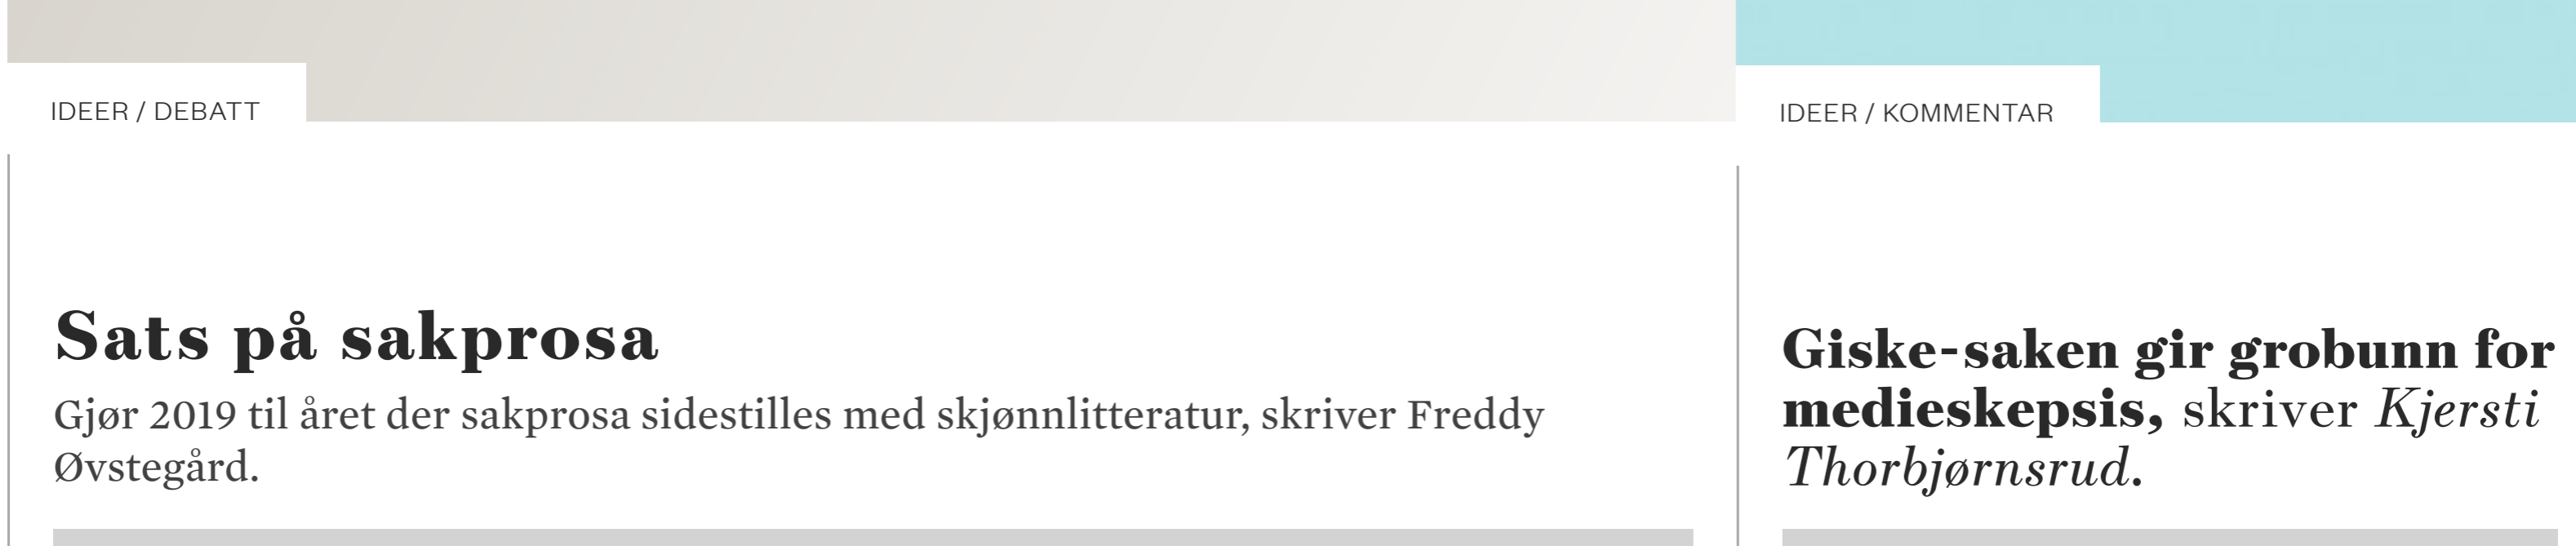 IDEER / DEBATT
Sats på sakprosa
Gjør 2019 til året der sakprosa sidestilles med skjønnlitteratur, skriver Freddy
Øvstegård.
IDEER / KOMMENTAR
Giske-saken gir grobunn for
medieskepsis, skriver Kjersti
Thorbjørnsrud.